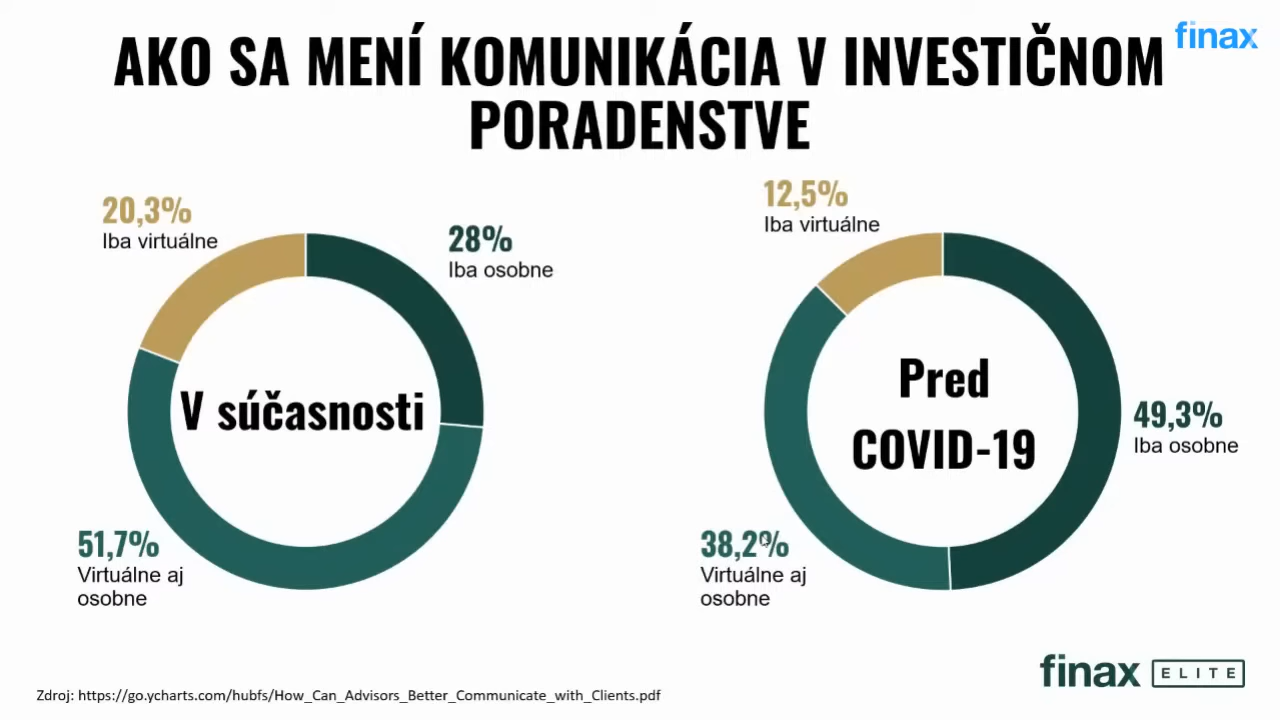 finax
AKO SA MENÍ KOMUNIKÁCIA V INVESTIČNOM
PORADENSTVE
20,3%
Iba virtuálne
28%
Iba osobne
V súčasnosti
51,7%
Virtuálne aj
osobne
12,5%
Iba virtuálne
Pred
COVID-19
49,3%
Iba osobne
38,2%
Virtuálne aj
osobne
finax ELITE
Zdroj: https://go.ycharts.com/hubfs/How_Can_Advisors_Better_Communicate_with_Clients.pdf